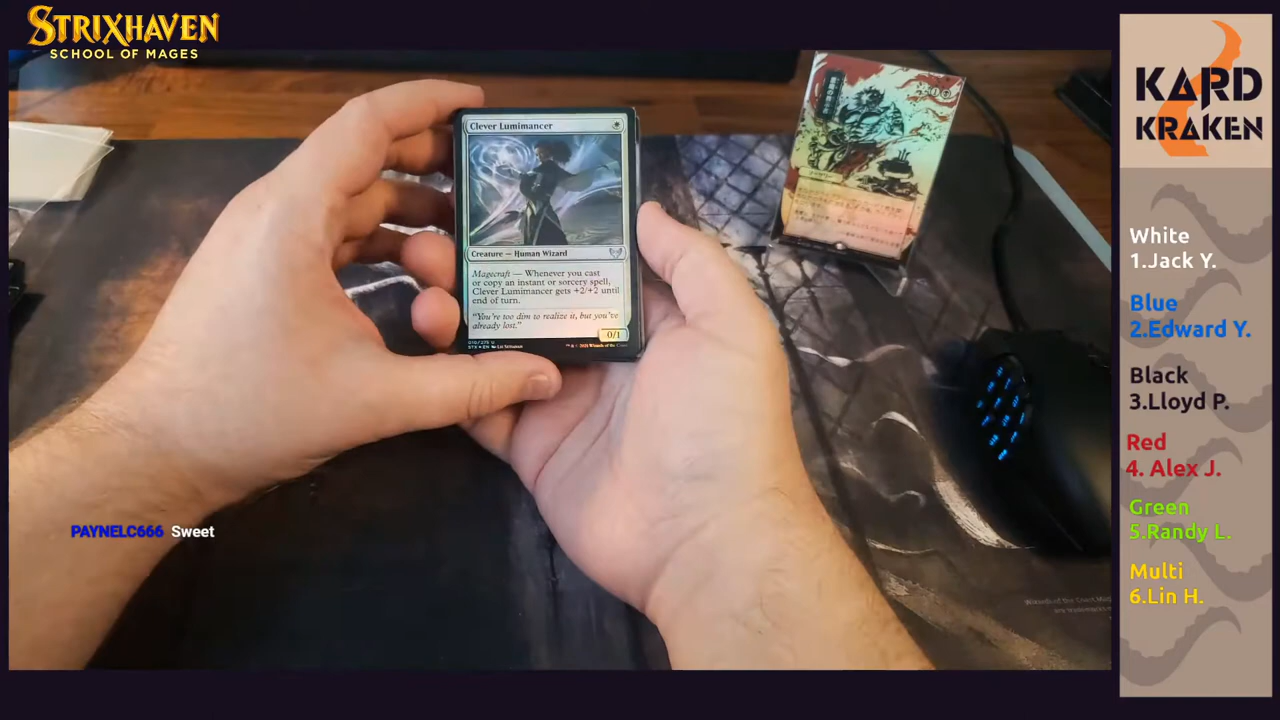 STRIXHAVEN
SCHOOL OF MAGES
Clever Lumimancer
Creature — Human Wizard
Magecraft — Whenever you cast
or copy an instant or sorcery spell,
Clever Lumimancer gets +2/+2 until
end of turn.
"You're too dim to realize it, but you've
already lost."
0/1
PAYNELC666 Sweet
KARD
KRAKEN
White
1.Jack Y.
Blue
2.Edward Y.
Black
3.Lloyd P.
Red
4. Alex J.
Green
5.Randy L.
Multi
6.Lin H.